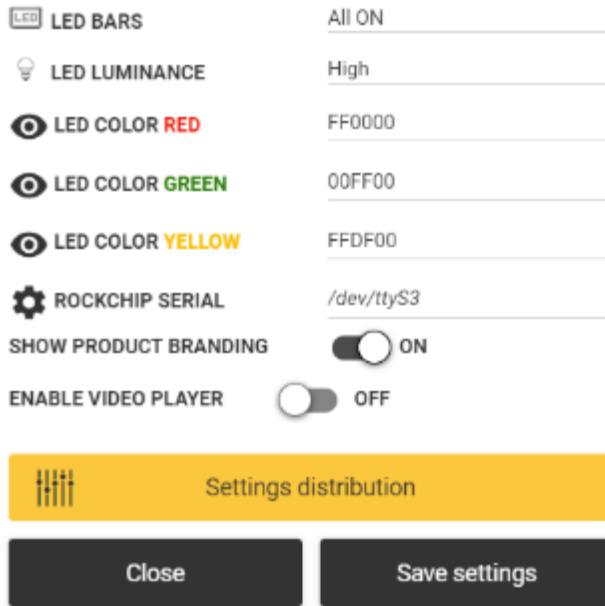 LED
LED BARS All ON
LED LUMINANCE High
LED COLOR RED FF0000
LED COLOR GREEN 00FF00
LED COLOR YELLOW FFDF00
ROCKCHIP SERIAL /dev/ttyS3
SHOW PRODUCT BRANDING ON
ENABLE VIDEO PLAYER OFF
Settings distribution
Close Save settings